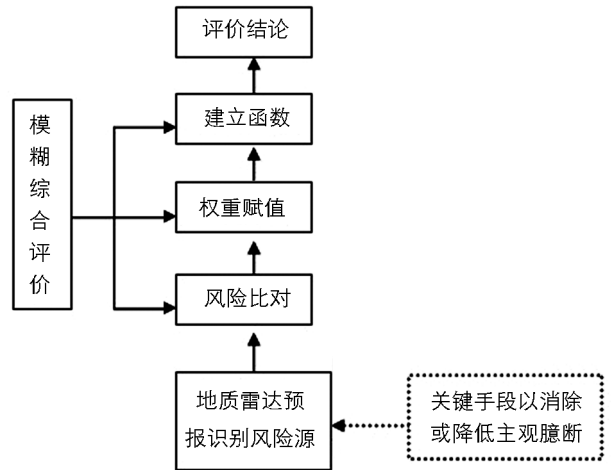 评价结论
建立函数
模糊综合评价
权重赋值
风险比对
地质雷达预
报识别风险源
关键手段以消除
或降低主观臆断